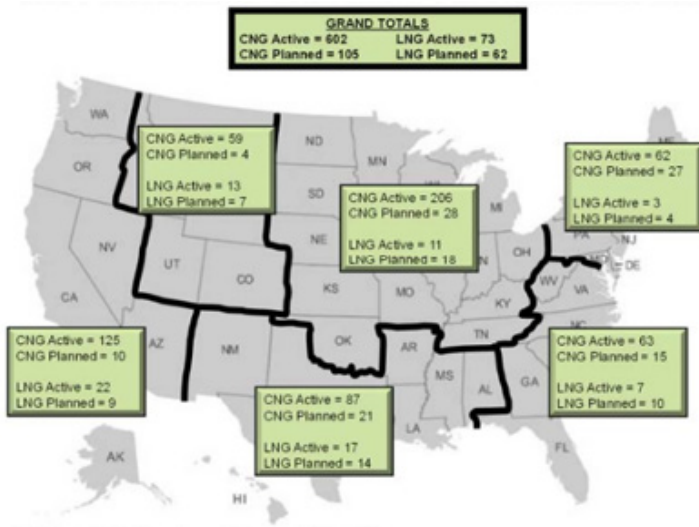 GRAND TOTALS
CNG Active = 602 LNG Active = 73
CNG Planned = 105 LNG Planned = 62
WA
OR
NV
CA
AZ
UT
CO
NM
ND
SD
NE
KS
OK
MN
MO
AR
LA
MS
AL
TN
KY
MI
OH
WV
VA
PA
NJ
DE
GA
FL
AK
HI
CNG Active = 59
CNG Planned = 4
LNG Active = 13
LNG Planned = 7
CNG Active = 206
CNG Planned = 28
LNG Active = 11
LNG Planned = 18
CNG Active = 62
CNG Planned = 27
LNG Active = 3
LNG Planned = 4
CNG Active = 125
CNG Planned = 10
LNG Active = 22
LNG Planned = 9
CNG Active = 87
CNG Planned = 21
LNG Active = 17
LNG Planned = 14
CNG Active = 63
CNG Planned = 15
LNG Active = 7
LNG Planned = 10